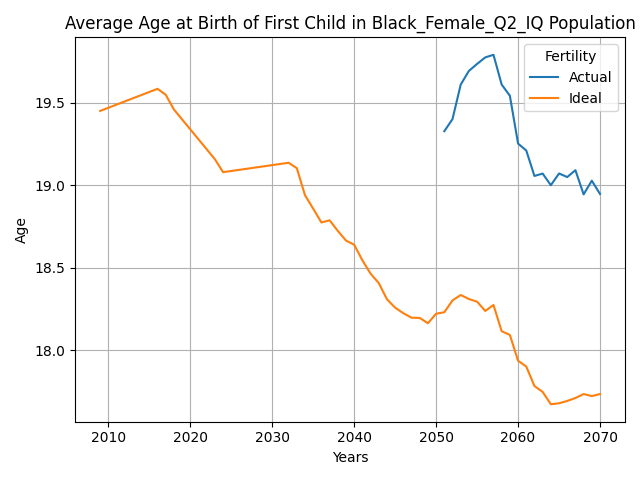 Average Age at Birth of First Child in Black_Female_Q2_IQ Population
Fertility
Actual
Ideal
19.5
19.0
18.5
18.0
Age
2010 2020 2030 2040 2050 2060 2070
Years